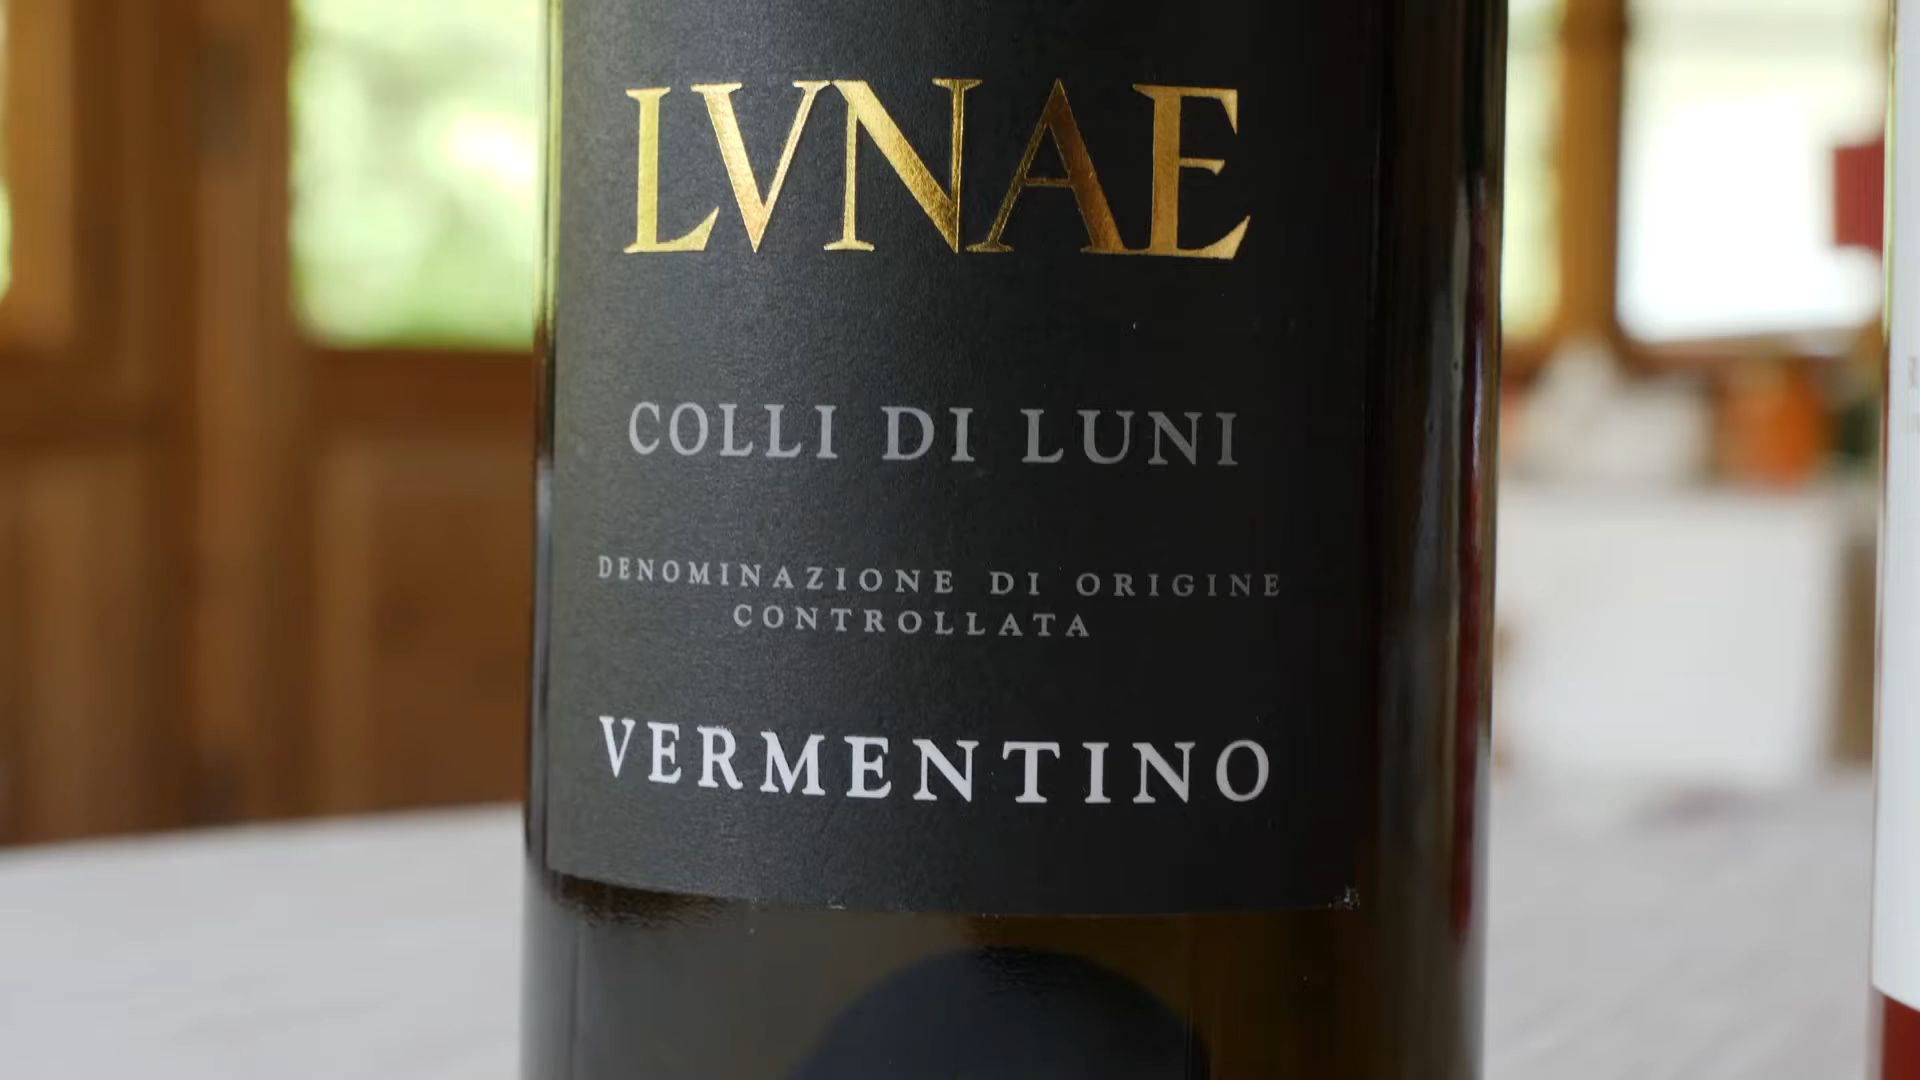 LVNAE
COLLI DI LUNI
DENOMINAZIONE DI ORIGINE
CONTROLLATA
VERMENTINO